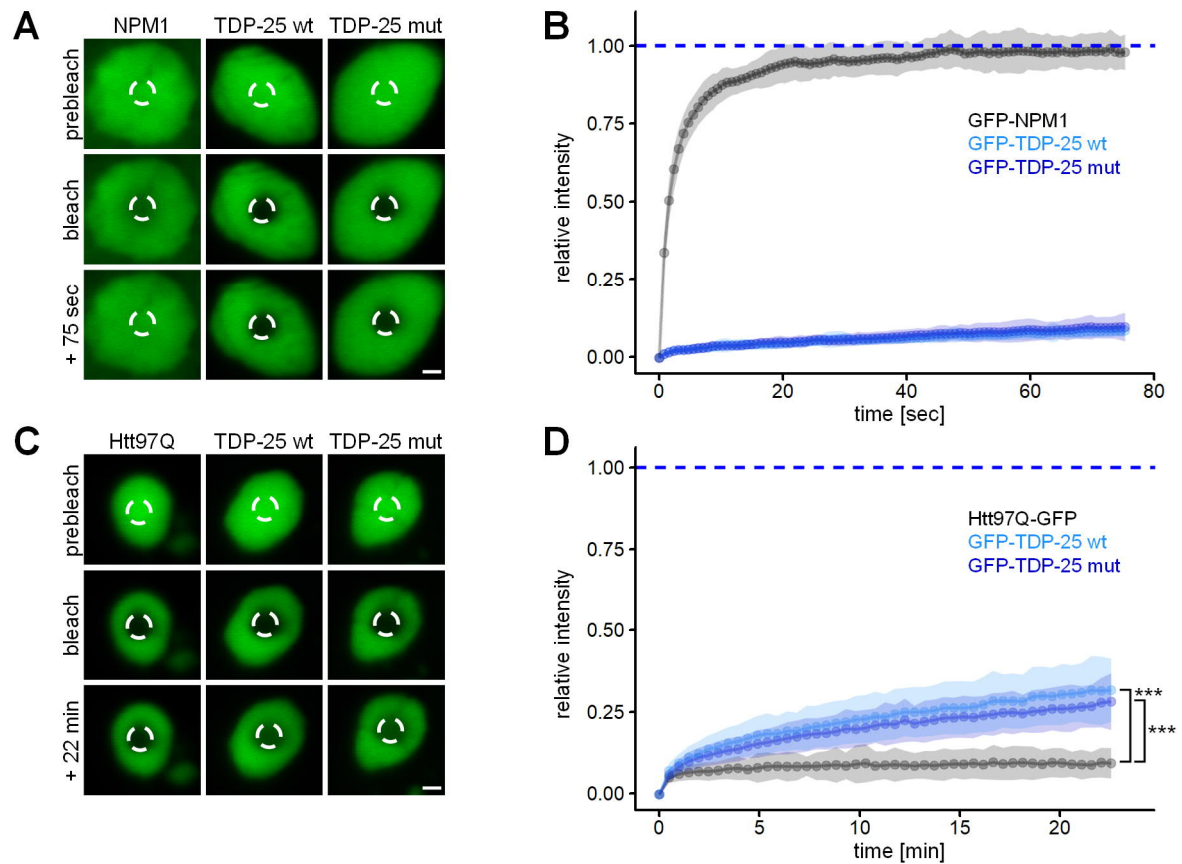 A
NPM1 TDP-25 wt TDP-25 mut
prebleach
bleach
+ 75 sec
B
relative intensity
1.00
0.75
0.50
0.25
0.00
GFP-NPM1
GFP-TDP-25 wt
GFP-TDP-25 mut
0 20 40 60 80
time [sec]
C
Htt97Q TDP-25 wt TDP-25 mut
prebleach
bleach
+ 22 min
D
relative intensity
1.00
0.75
0.50
0.25
0.00
Htt97Q-GFP
GFP-TDP-25 wt
GFP-TDP-25 mut
***
***
0 5 10 15 20
time [min]